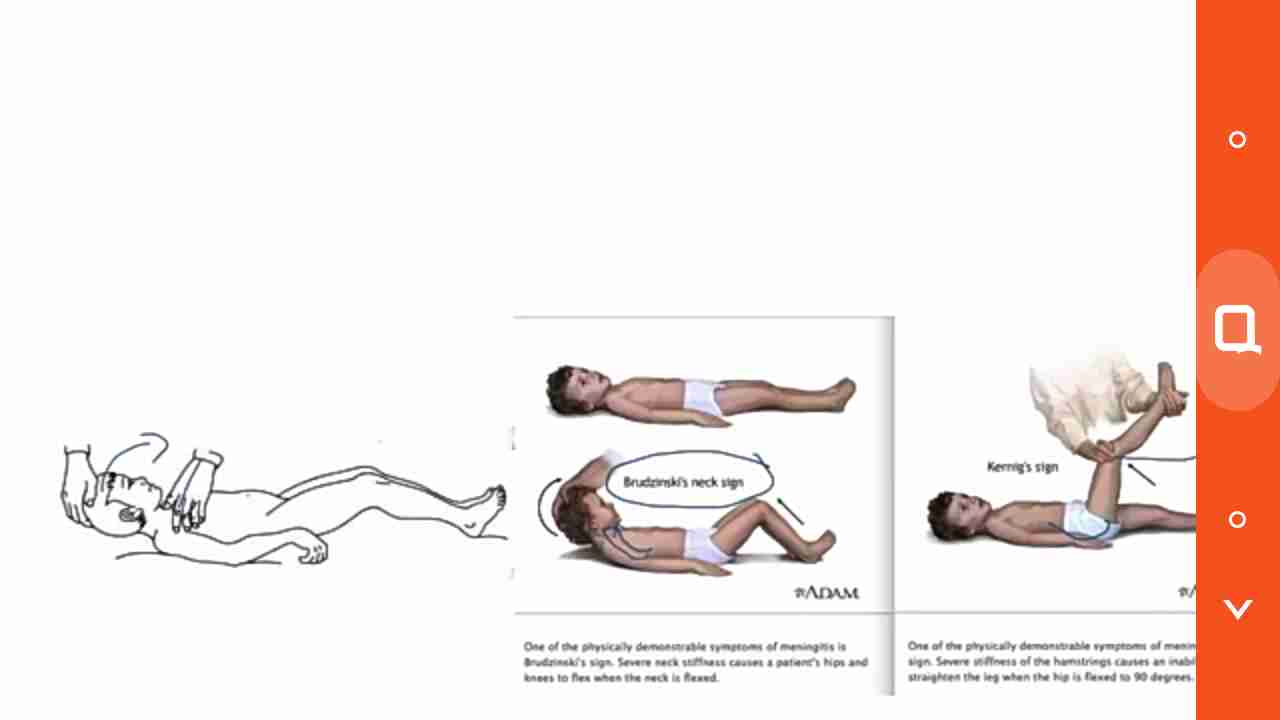 Brudzinski's neck sign
ADAM
One of the physically demonstrable symptoms of meningitis is
Brudzinski's sign. Severe neck stiffness causes a patient's hips and
knees to flex when the neck is flexed.
Kernig's sign
One of the physically demonstrable symptoms of menin
sign. Severe stiffness of the hamstrings causes an inabil
straighten the leg when the hip is flexed to 90 degrees.